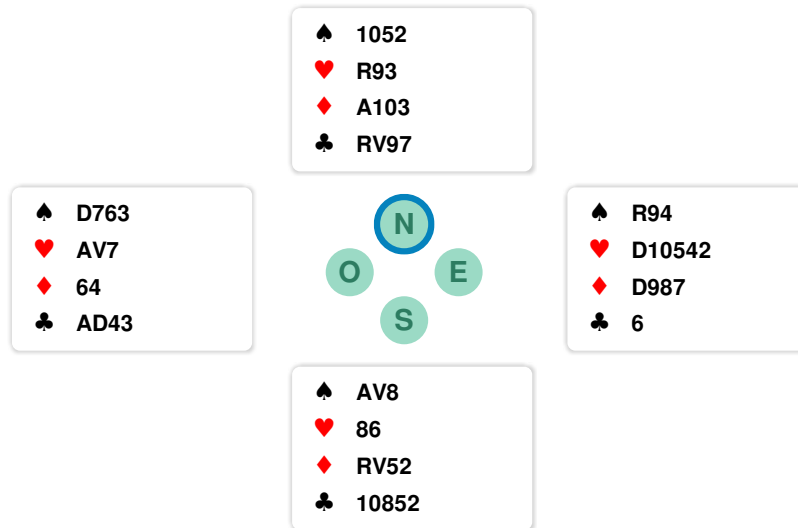 ♠ 1052
♥ R93
♦ A103
♣ RV97
♠ D763
♥ AV7
♦ 64
♣ AD43
N
O
E
S
♠ R94
♥ D10542
♦ D987
♣ 6
♠ AV8
♥ 86
♦ RV52
♣ 10852